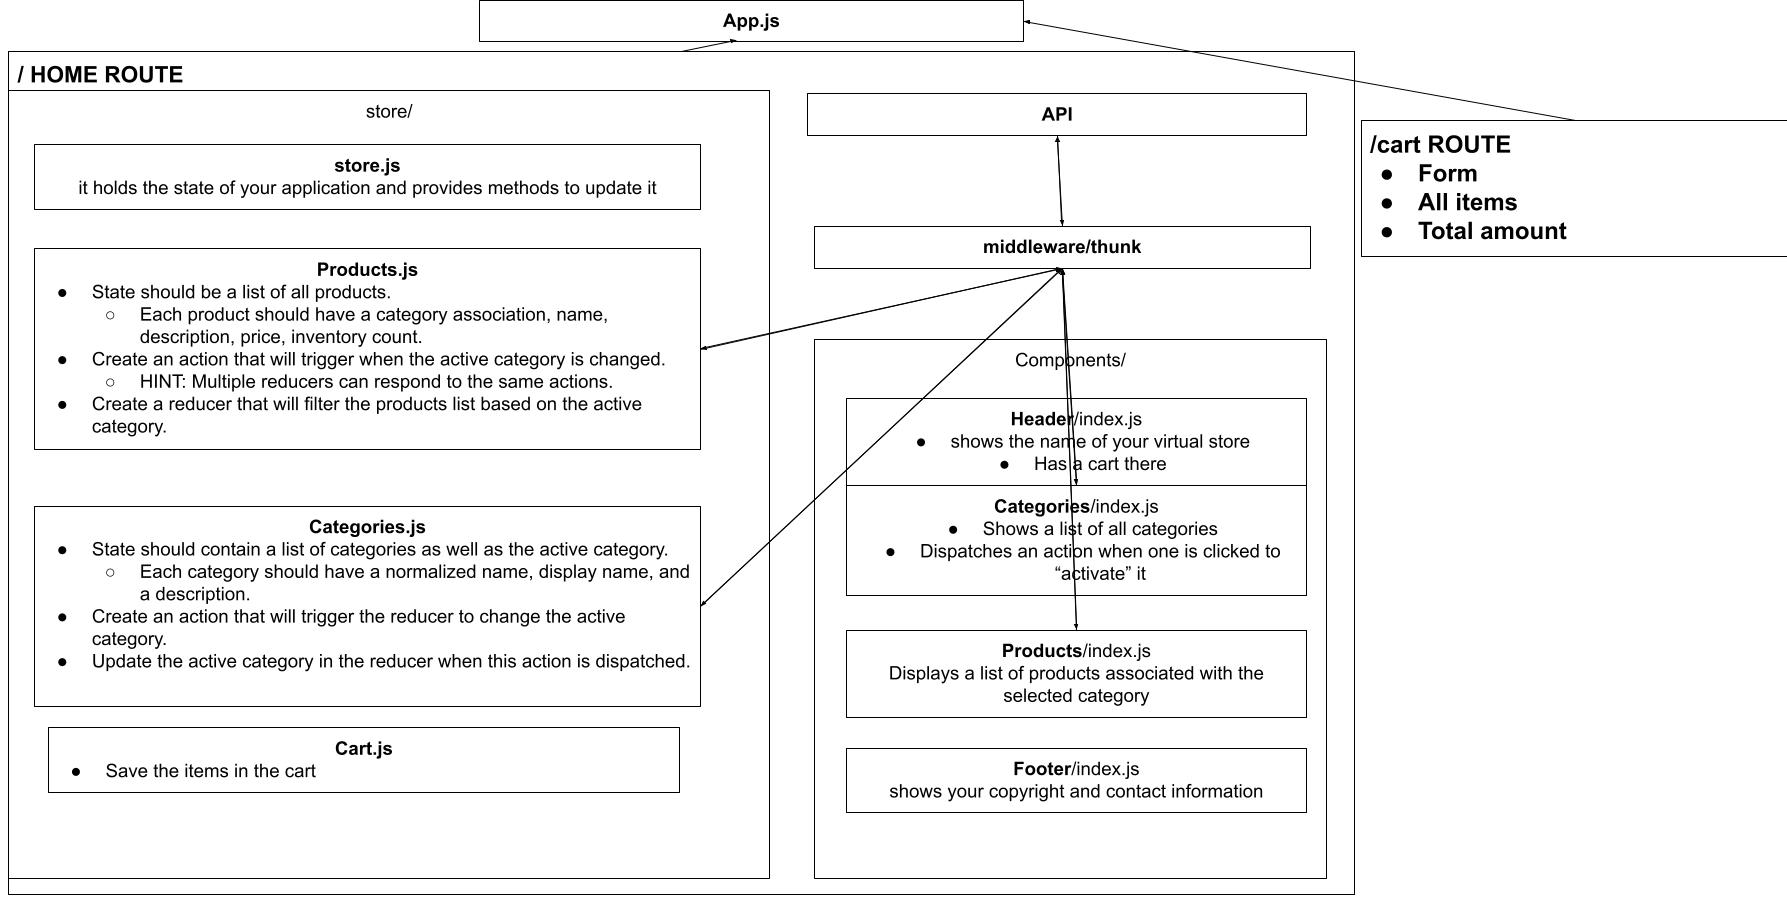 App.js
/ HOME ROUTE
store/
store.js
it holds the state of your application and provides methods to update it
Products.js
● State should be a list of all products.
○ Each product should have a category association, name,
description, price, inventory count.
● Create an action that will trigger when the active category is changed.
○ HINT: Multiple reducers can respond to the same actions.
● Create a reducer that will filter the products list based on the active
category.
Categories.js
● State should contain a list of categories as well as the active category.
○ Each category should have a normalized name, display name, and
a description.
● Create an action that will trigger the reducer to change the active
category.
● Update the active category in the reducer when this action is dispatched.
Cart.js
● Save the items in the cart
API
middleware/thunk
Components/
Header/index.js
● shows the name of your virtual store
● Has a cart there
Categories/index.js
● Shows a list of all categories
● Dispatches an action when one is clicked to
“activate” it
Products/index.js
Displays a list of products associated with the
selected category
Footer/index.js
shows your copyright and contact information
/cart ROUTE
● Form
● All items
● Total amount